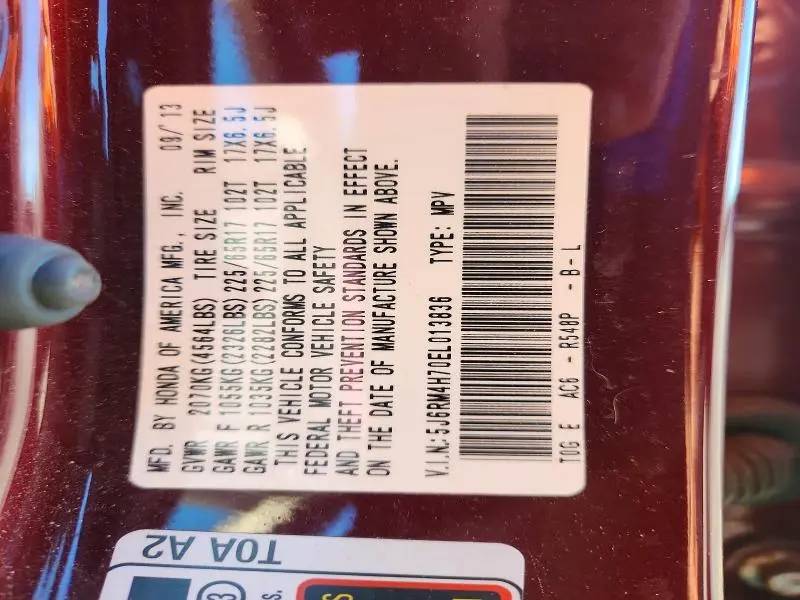 MFD. BY HONDA OF AMERICA MFG., INC. 09/'13
GVWR 2071KG(4564LBS) TIRE SIZE RIM SIZE
GAWR F 1055KG(2326LBS) 225/65R17 102T 17X6.5J
GAWR R 1035KG(2282LBS) 225/65R17 102T 17X6.5J
THIS VEHICLE CONFORMS TO ALL APPLICABLE
FEDERAL MOTOR VEHICLE SAFETY
AND THEFT PREVENTION STANDARDS IN EFFECT
ON THE DATE OF MANUFACTURE SHOWN ABOVE.
V.I.N:5J6RM4H70EL013836 TYPE: MPV
T0G E AC6 - R548P - B - L
T0A A2
s.